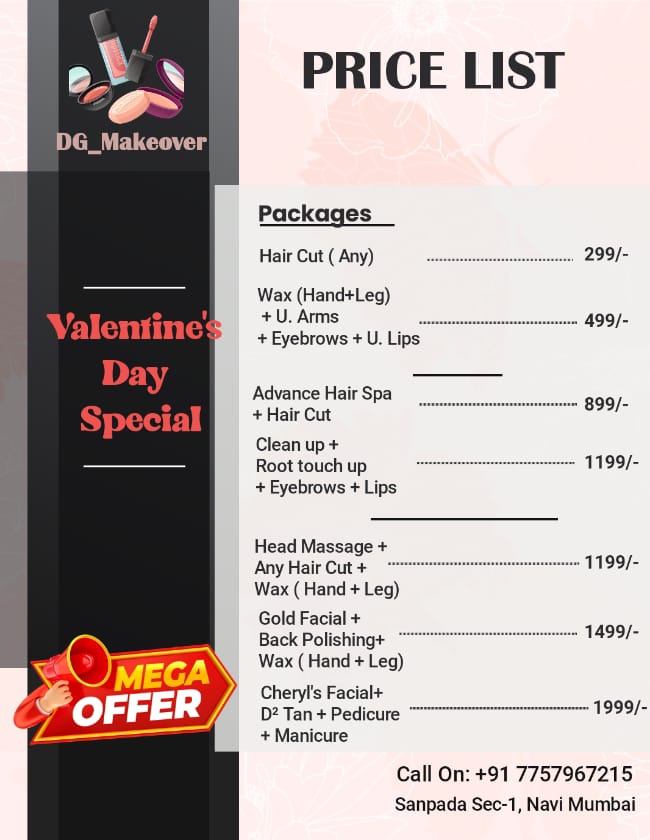 PRICE LIST
DG_Makeover
Valentine's
Day
Special
MEGA
OFFER
Packages
Hair Cut ( Any) 299/-
Wax (Hand+Leg)
+ U. Arms 499/-
+ Eyebrows + U. Lips
Advance Hair Spa 899/-
+ Hair Cut
Clean up +
Root touch up 1199/-
+ Eyebrows + Lips
Head Massage +
Any Hair Cut + 1199/-
Wax ( Hand + Leg)
Gold Facial +
Back Polishing+ 1499/-
Wax ( Hand + Leg)
Cheryl's Facial+
D² Tan + Pedicure 1999/-
+ Manicure
Call On: +91 7757967215
Sanpada Sec-1, Navi Mumbai